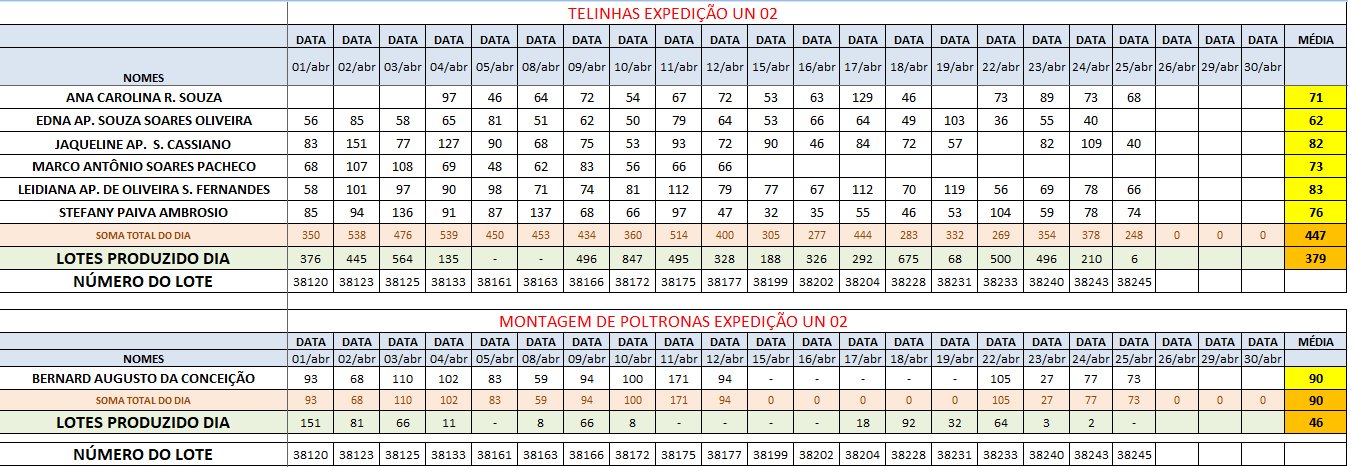 TELINHAS EXPEDIÇÃO UN 02
DATA DATA DATA DATA DATA DATA DATA DATA DATA DATA DATA DATA DATA DATA DATA DATA DATA DATA DATA DATA DATA DATA MÉDIA
NOMES 01/abr 02/abr 03/abr 04/abr 05/abr 08/abr 09/abr 10/abr 11/abr 12/abr 15/abr 16/abr 17/abr 18/abr 19/abr 22/abr 23/abr 24/abr 25/abr 26/abr 29/abr 30/abr
ANA CAROLINA R. SOUZA 97 46 64 72 54 67 72 53 63 129 46 73 89 73 68 71
EDNA AP. SOUZA SOARES OLIVEIRA 56 85 58 65 81 51 62 50 79 64 53 66 64 49 103 36 55 40 62
JAQUELINE AP. S. CASSIANO 83 151 77 127 90 68 75 53 93 72 90 46 84 72 57 82 109 40 82
MARCO ANTÔNIO SOARES PACHECO 68 107 108 69 48 62 83 56 66 66 73
LEIDIANA AP. DE OLIVEIRA S. FERNANDES 58 101 97 90 98 71 74 81 112 79 77 67 112 70 119 56 69 78 66 83
STEFANY PAIVA AMBROSIO 85 94 136 91 87 137 68 66 97 47 32 35 55 46 53 104 59 78 74 76
SOMA TOTAL DO DIA 350 538 476 539 450 453 434 360 514 400 305 277 444 283 332 269 354 378 248 0 0 0 447
LOTES PRODUZIDO DIA 376 445 564 135 - - 496 847 495 328 188 326 292 675 68 500 496 210 6 379
NÚMERO DO LOTE 38120 38123 38125 38133 38161 38163 38166 38172 38175 38177 38199 38202 38204 38228 38231 38233 38240 38243 38245
MONTAGEM DE POLTRONAS EXPEDIÇÃO UN 02
DATA DATA DATA DATA DATA DATA DATA DATA DATA DATA DATA DATA DATA DATA DATA DATA DATA DATA DATA DATA DATA DATA MÉDIA
NOMES 01/abr 02/abr 03/abr 04/abr 05/abr 08/abr 09/abr 10/abr 11/abr 12/abr 15/abr 16/abr 17/abr 18/abr 19/abr 22/abr 23/abr 24/abr 25/abr 26/abr 29/abr 30/abr
BERNARD AUGUSTO DA CONCEIÇÃO 93 68 110 102 83 59 94 100 171 94 - - - - - 105 27 77 73 90
SOMA TOTAL DO DIA 93 68 110 102 83 59 94 100 171 94 0 0 0 0 0 105 27 77 73 0 0 0 90
LOTES PRODUZIDO DIA 151 81 66 11 - 8 66 8 - - - - 18 92 32 64 3 2 - 46
NÚMERO DO LOTE 38120 38123 38125 38133 38161 38163 38166 38172 38175 38177 38199 38202 38204 38228 38231 38233 38240 38243 38245